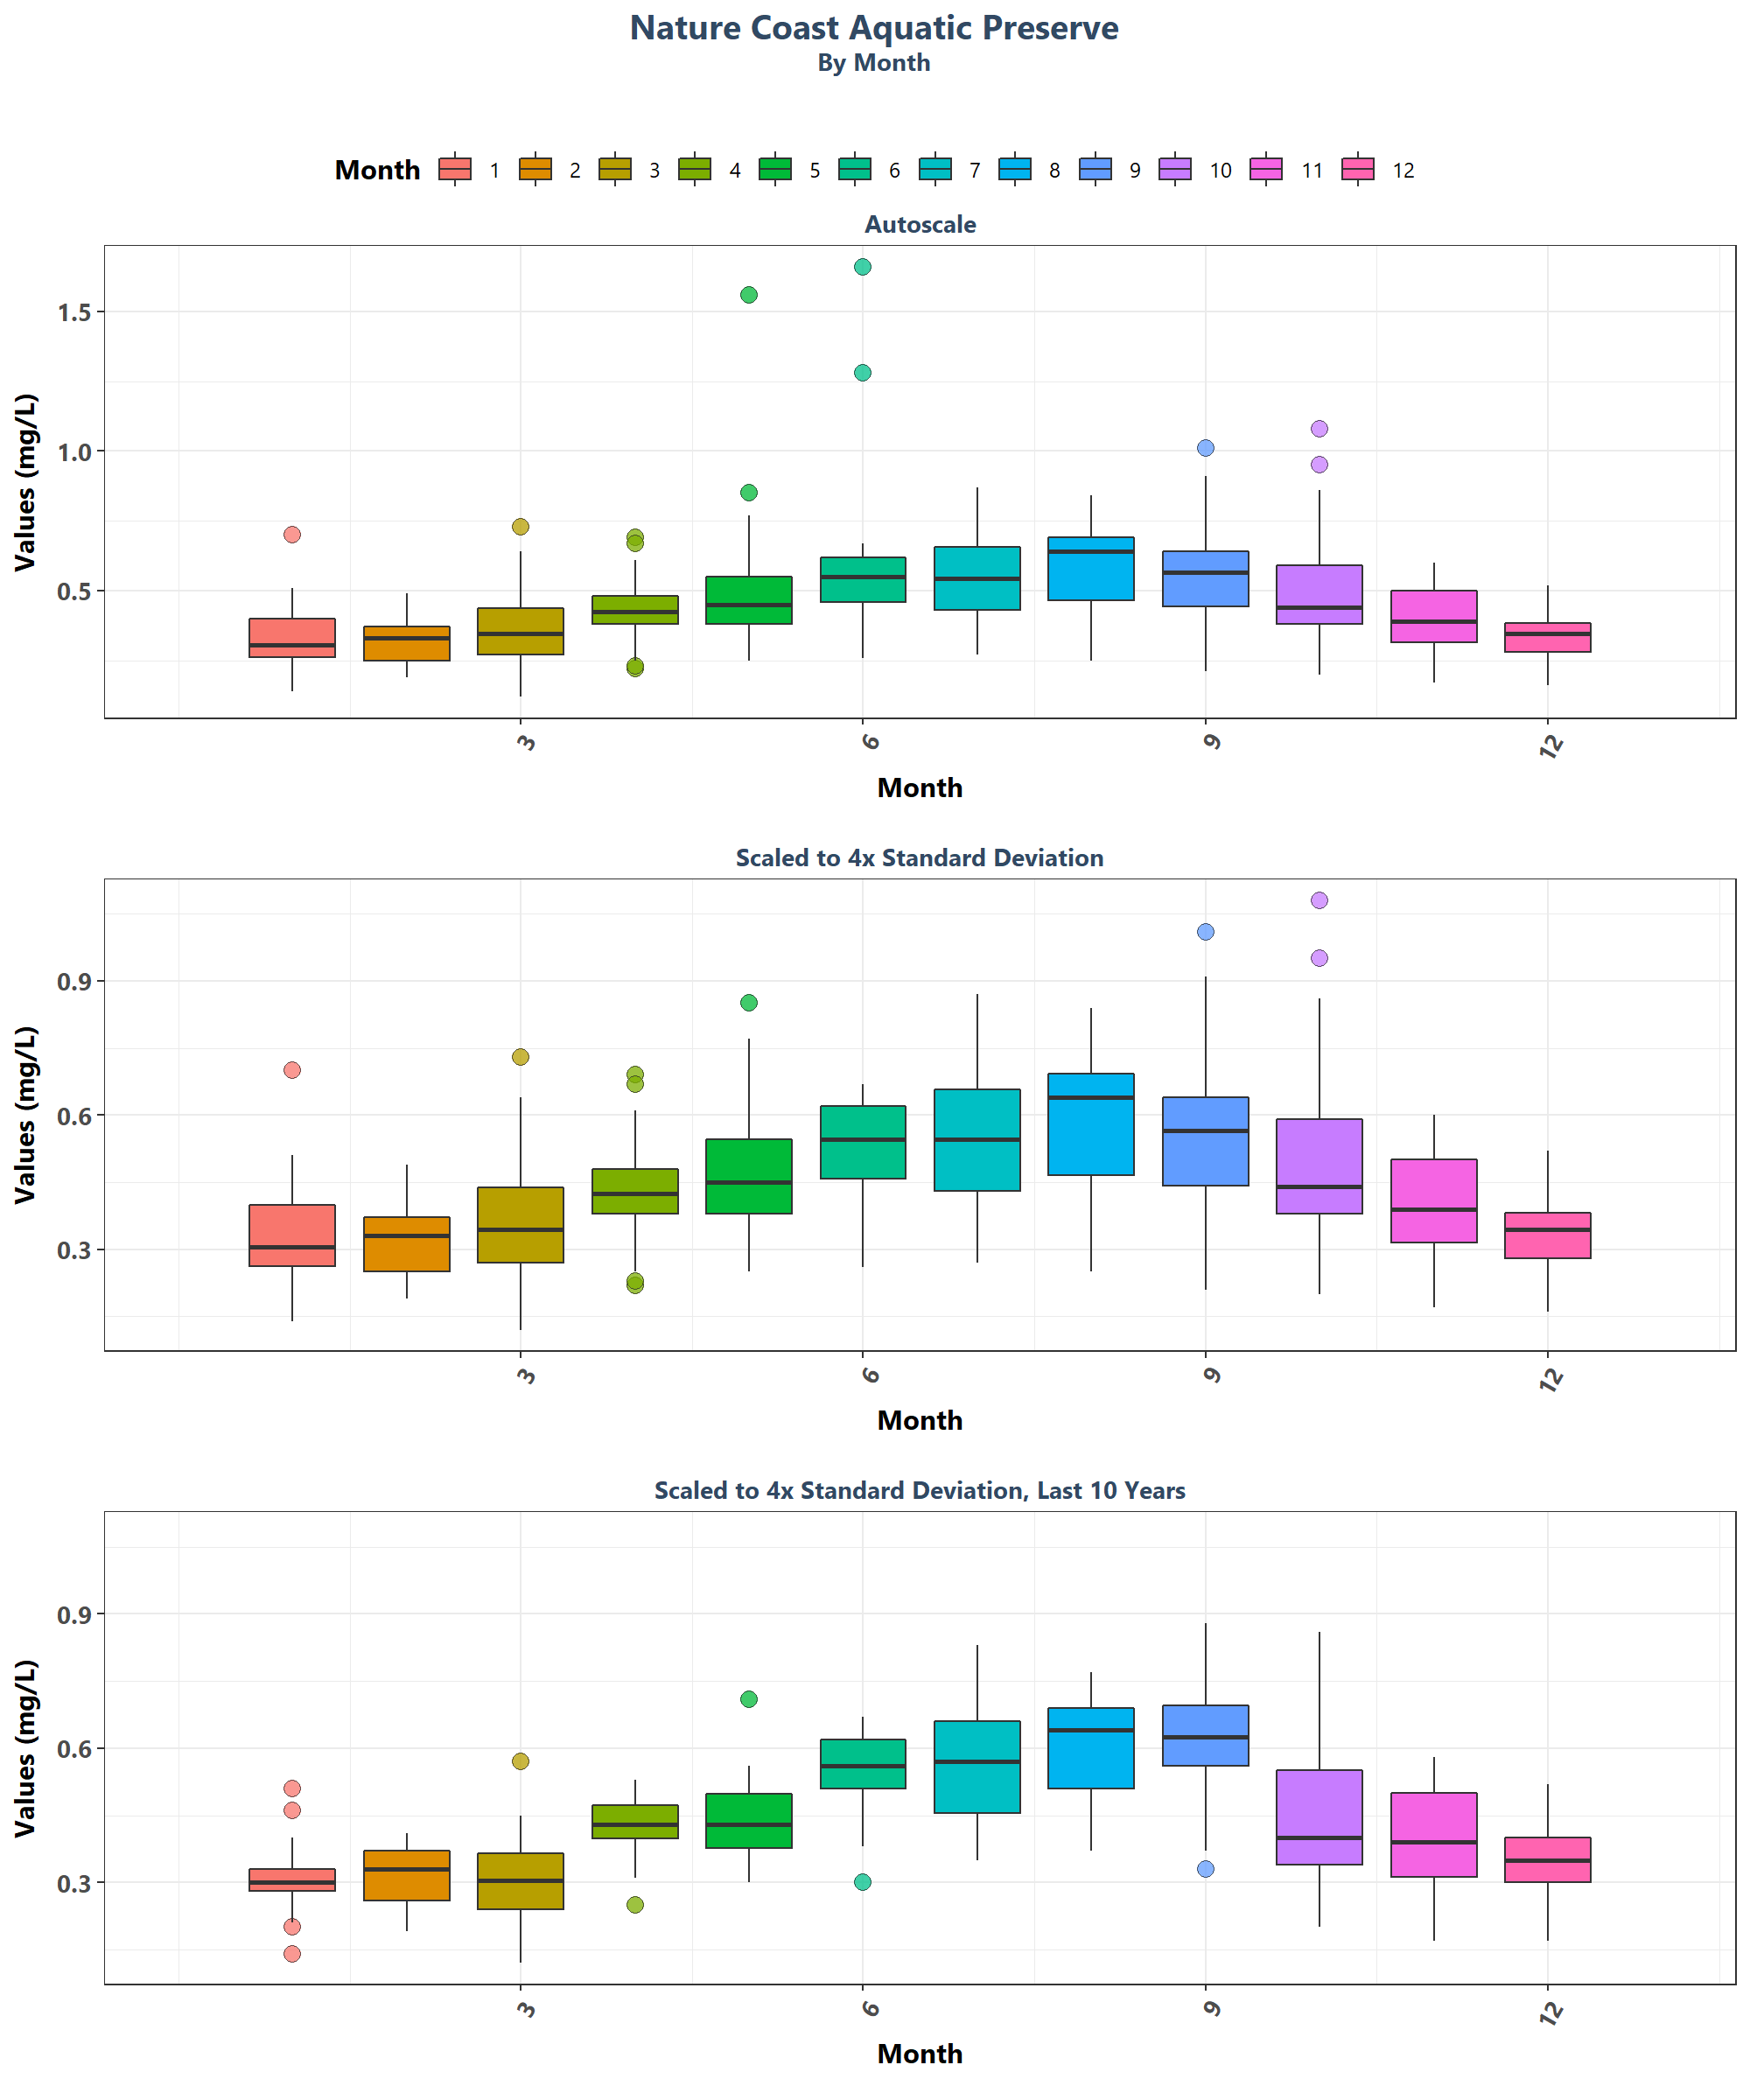 Nature Coast Aquatic Preserve
By Month
Month 1 2 3 4 5 6 7 8 9 10 11 12
Autoscale
Values (mg/L)
1.5
1.0
0.5
3 6 9 12
Month
Scaled to 4x Standard Deviation
Values (mg/L)
0.9
0.6
0.3
3 6 9 12
Month
Scaled to 4x Standard Deviation, Last 10 Years
Values (mg/L)
0.9
0.6
0.3
3 6 9 12
Month